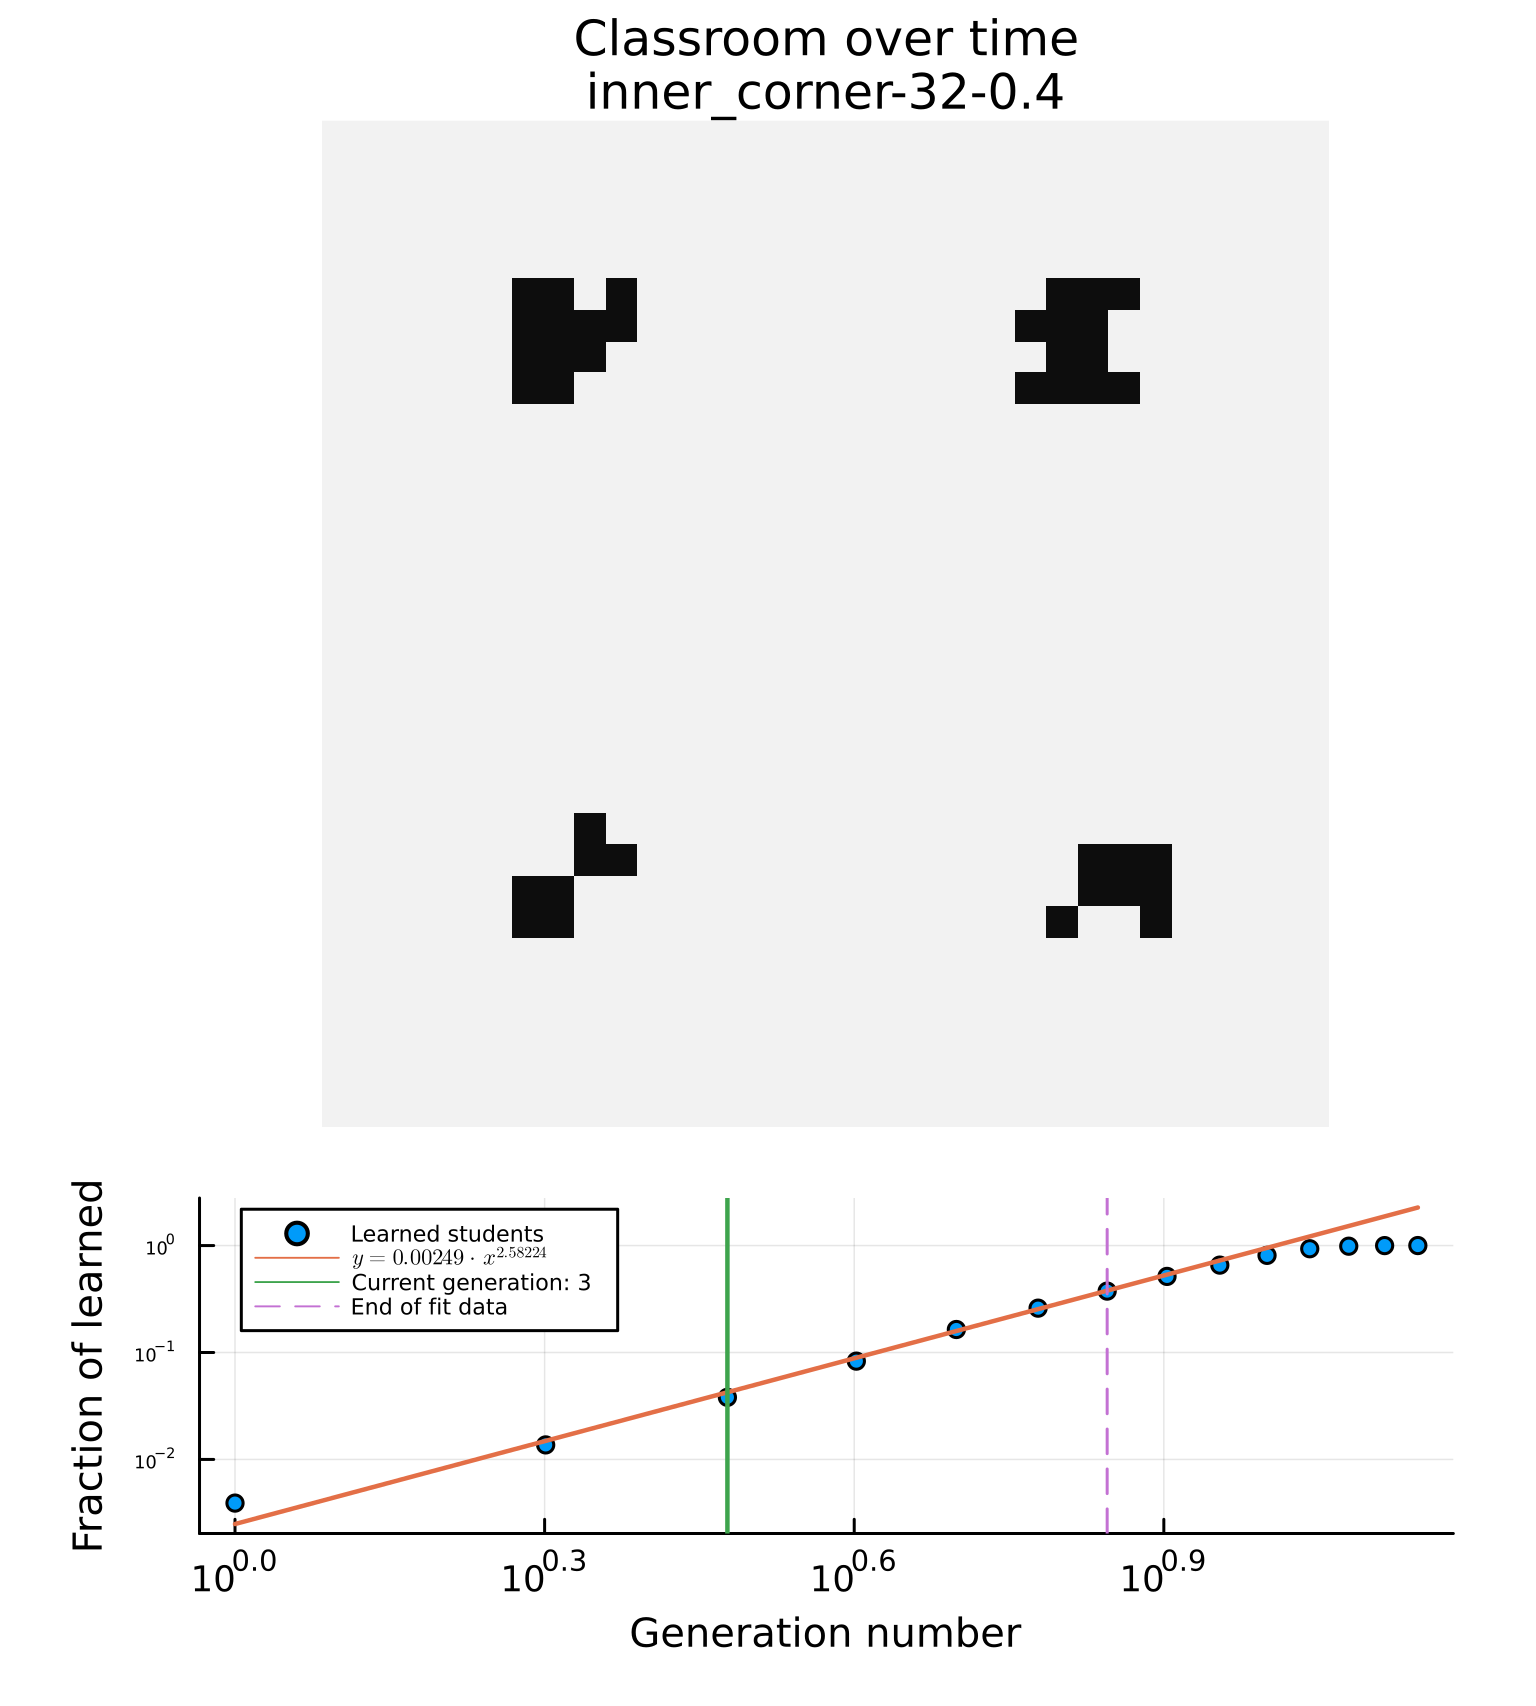 Classroom over time
inner_corner-32-0.4
Fraction of learned
10^0
10^−1
10^−2
Learned students
y = 0.00249 · x^2.58224
Current generation: 3
End of fit data
10^0.0 10^0.3 10^0.6 10^0.9
Generation number